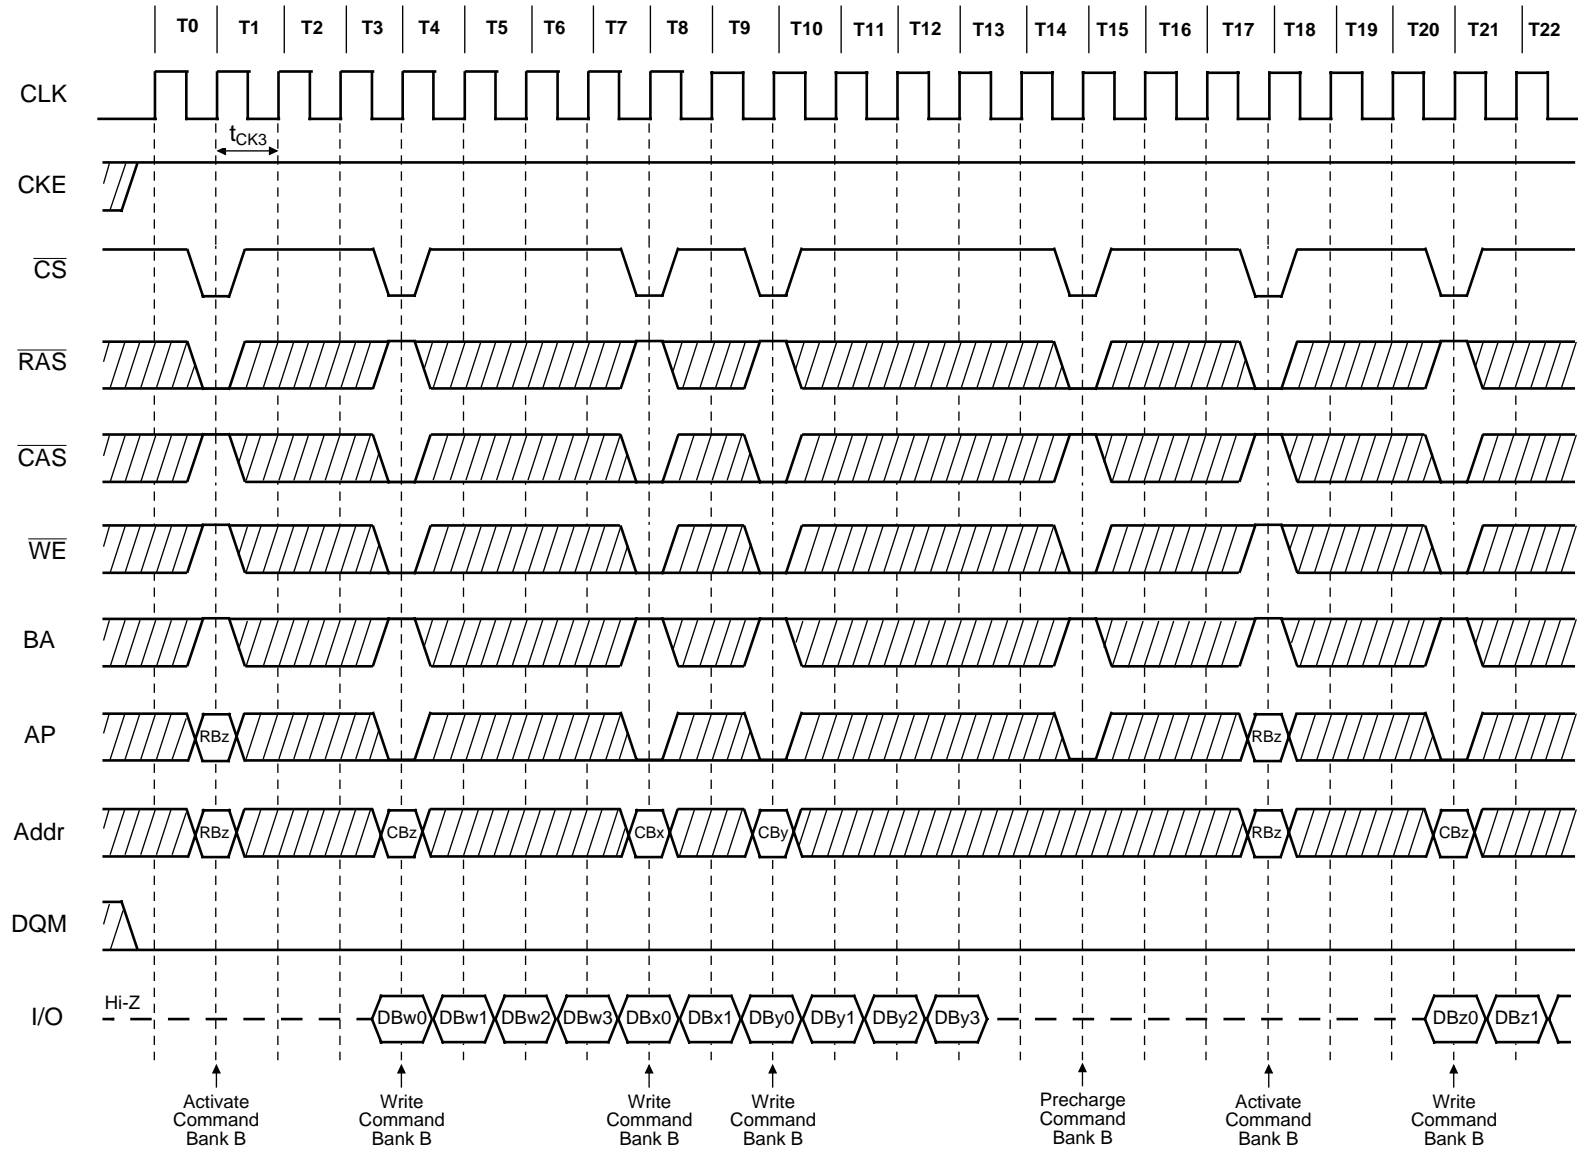 T0 T1 T2 T3 T4 T5 T6 T7 T8 T9 T10 T11 T12 T13 T14 T15 T16 T17 T18 T19 T20 T21 T22
CLK
tCK3
CKE
CS
RAS
CAS
WE
BA
AP RBz RBz
Addr RBz CBz CBx CBy RBz CBz
DQM
I/O Hi-Z DBw0 DBw1 DBw2 DBw3 DBx0 DBx1 DBy0 DBy1 DBy2 DBy3 DBz0 DBz1
Activate Write Write Write Precharge Activate Write
Command Command Command Command Command Command Command
Bank B Bank B Bank B Bank B Bank B Bank B Bank B